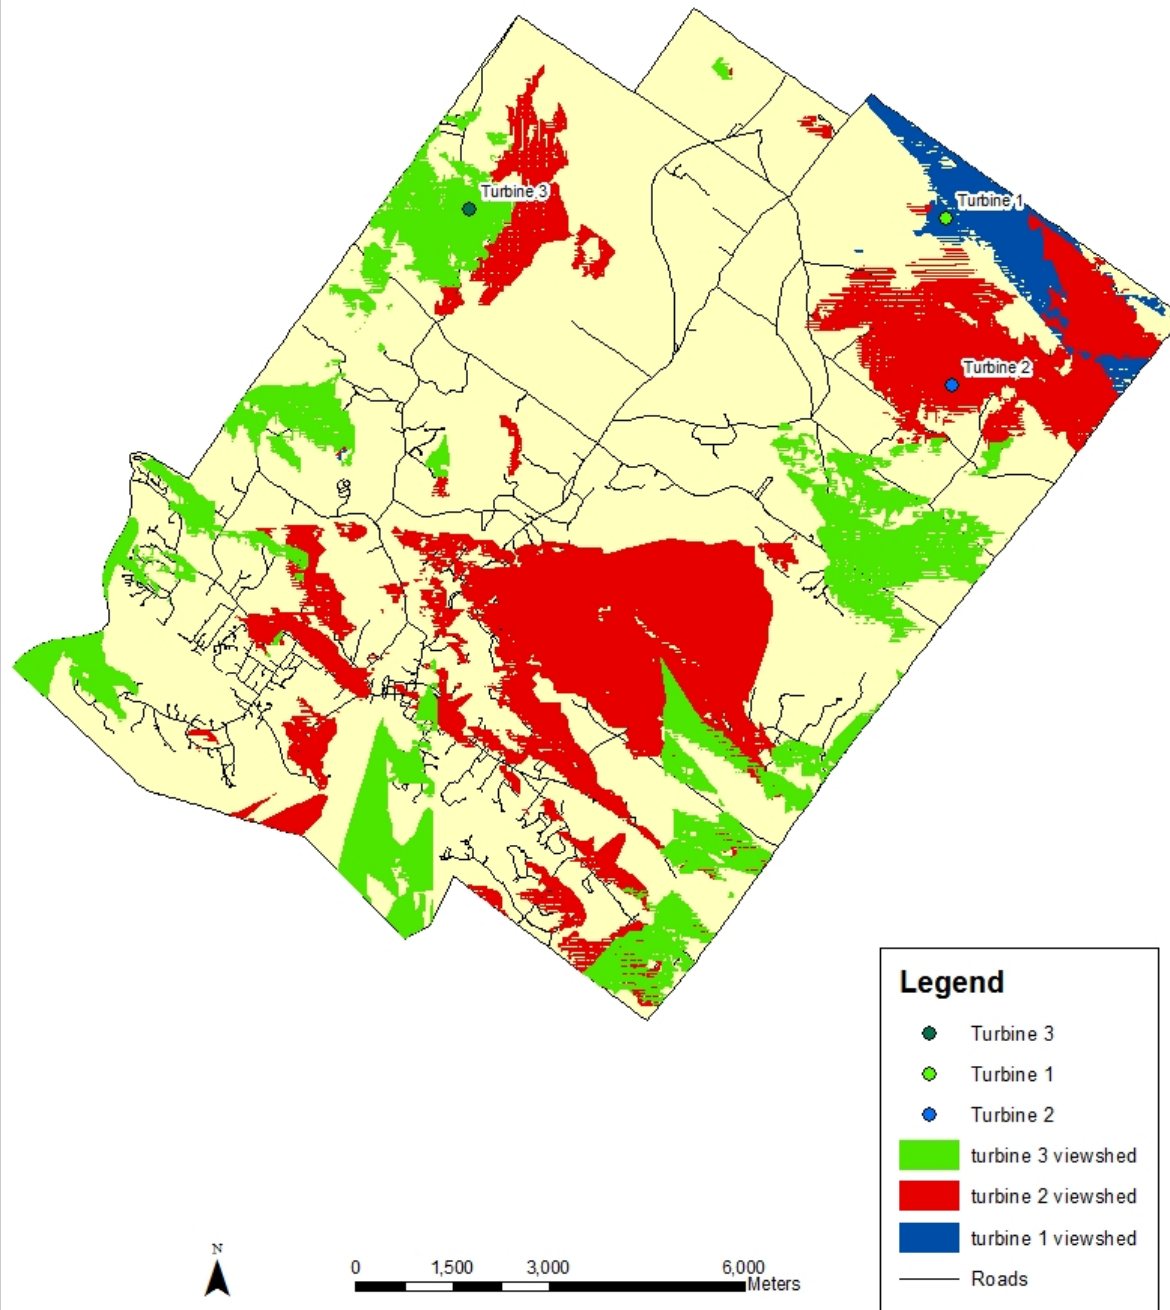 Turbine 3
Turbine 1
Turbine 2
Legend
Turbine 3
Turbine 1
Turbine 2
turbine 3 viewshed
turbine 2 viewshed
turbine 1 viewshed
Roads
N
0 1,500 3,000 6,000
Meters